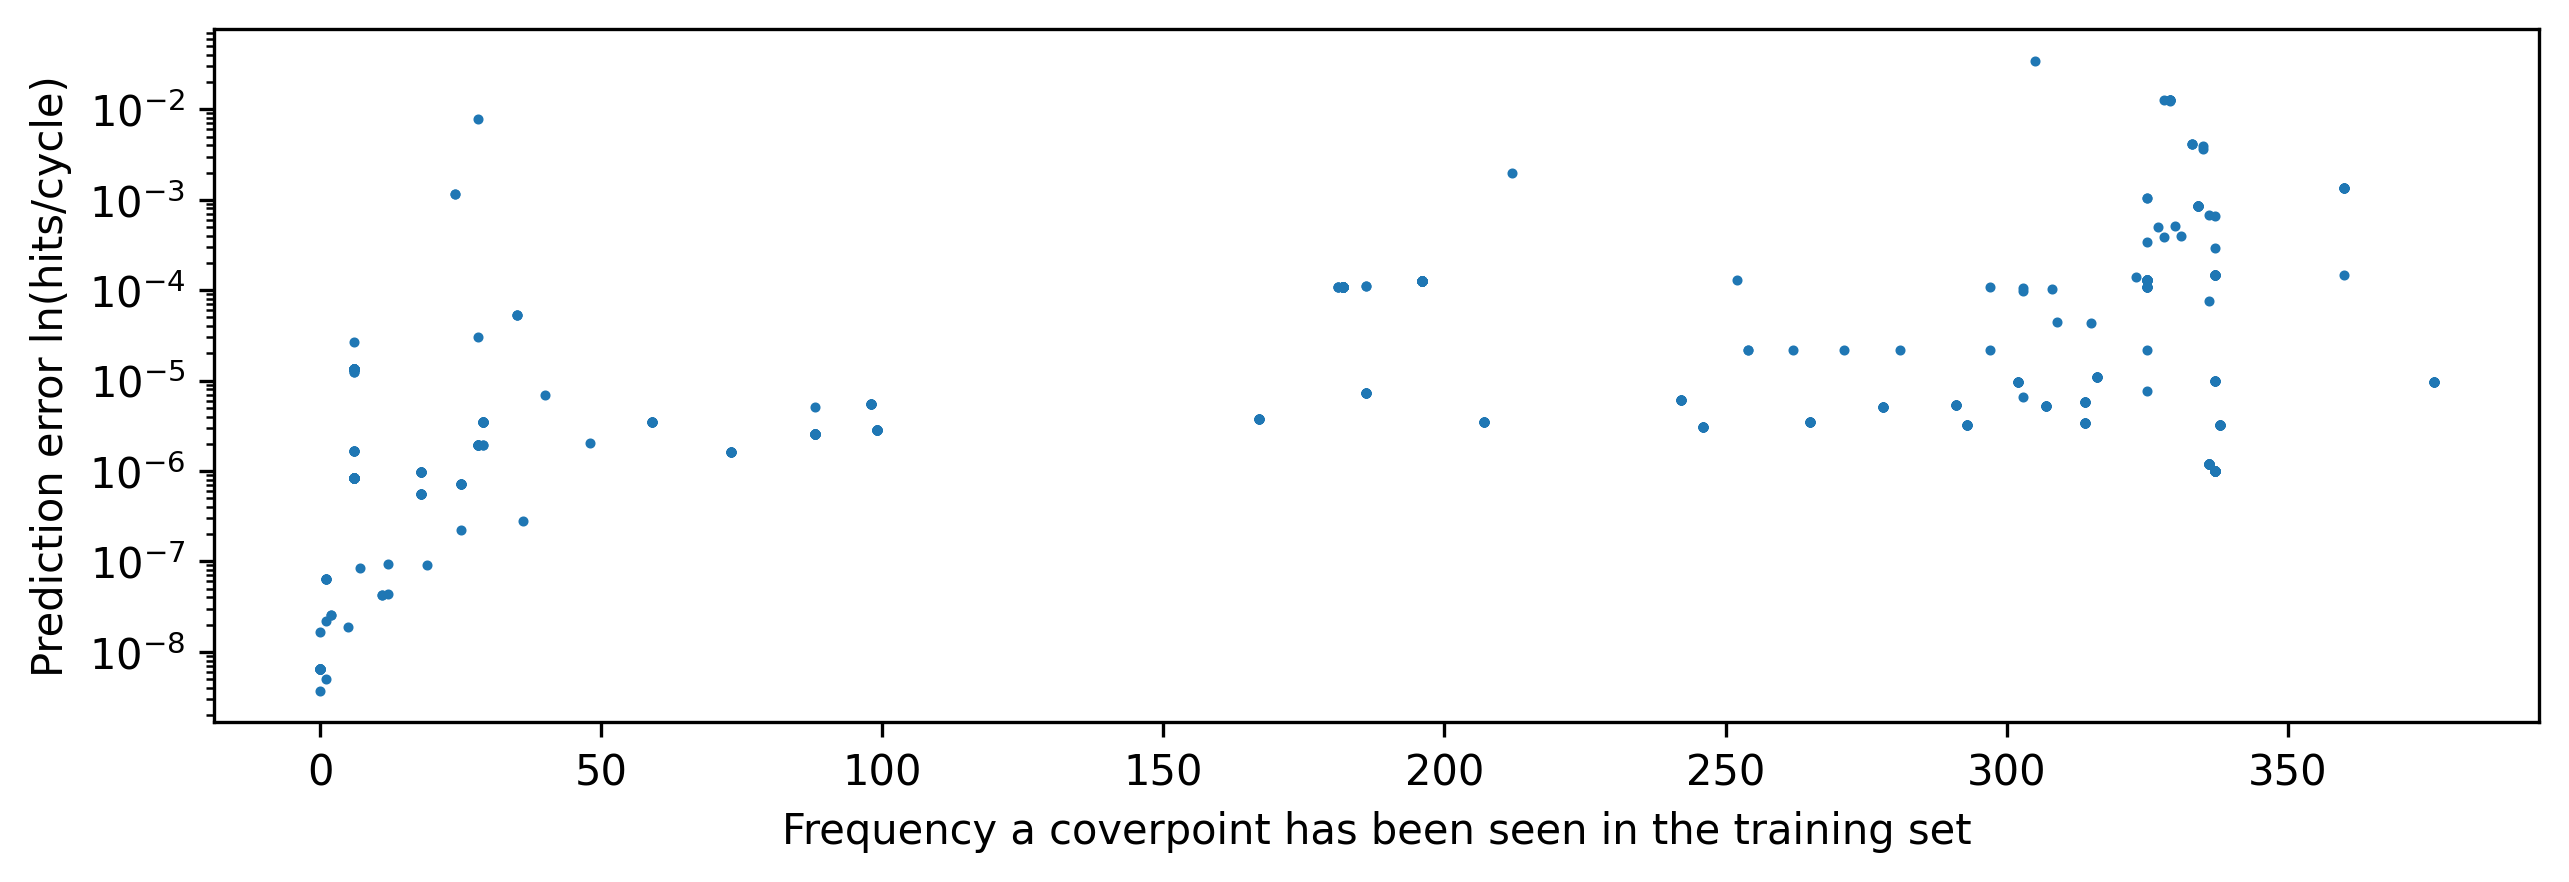 Prediction error ln(hits/cycle)
10⁻²
10⁻³
10⁻⁴
10⁻⁵
10⁻⁶
10⁻⁷
10⁻⁸
0 50 100 150 200 250 300 350
Frequency a coverpoint has been seen in the training set